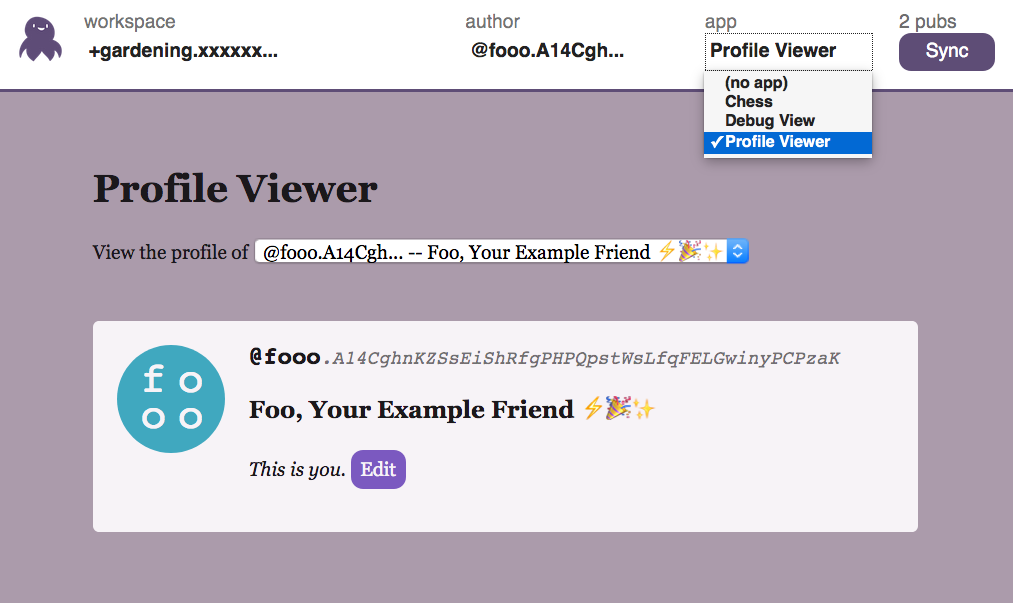 workspace
+gardening.xxxxxx...
author
@fooo.A14Cgh...
app
Profile Viewer
(no app)
Chess
Debug View
✓Profile Viewer
2 pubs
Sync
Profile Viewer
View the profile of @fooo.A14Cgh... -- Foo, Your Example Friend ⚡🎉✨
f o
o o
@fooo.A14CghnKZSsEiShRfgPHPQpstWsLfqFELGwinyPCPzaK
Foo, Your Example Friend ⚡🎉✨
This is you. Edit